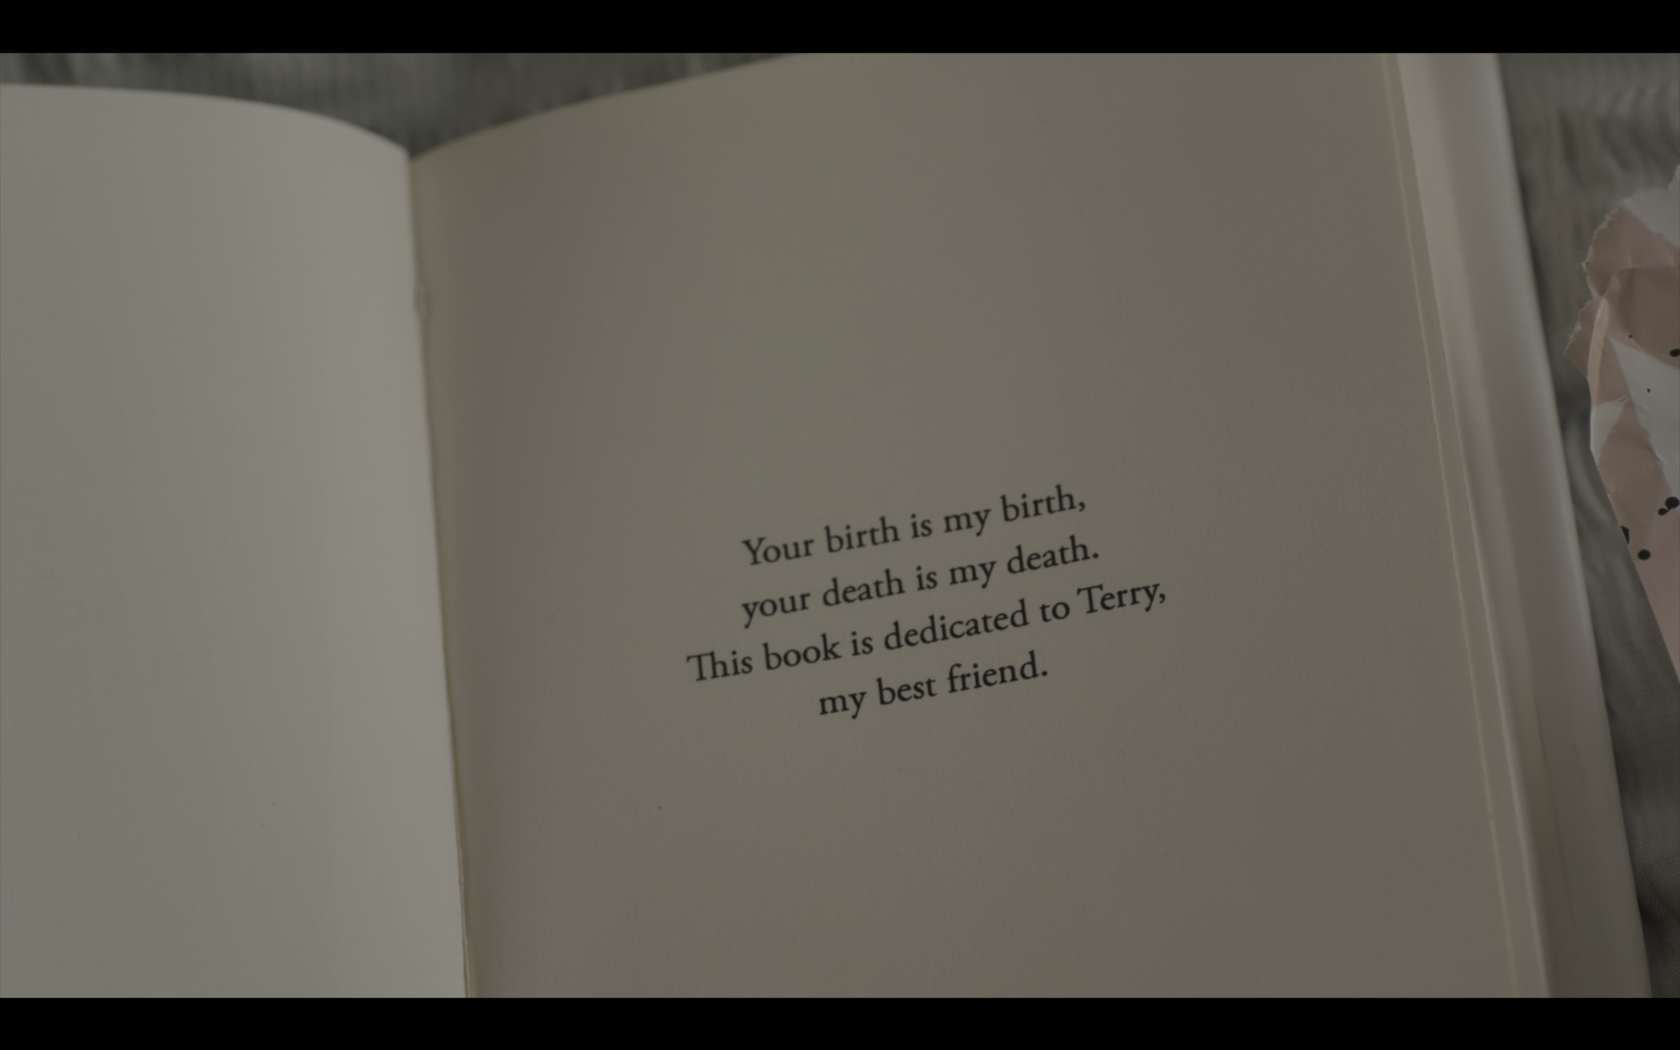 Your birth is my birth,
your death is my death.
This book is dedicated to Terry,
my best friend.